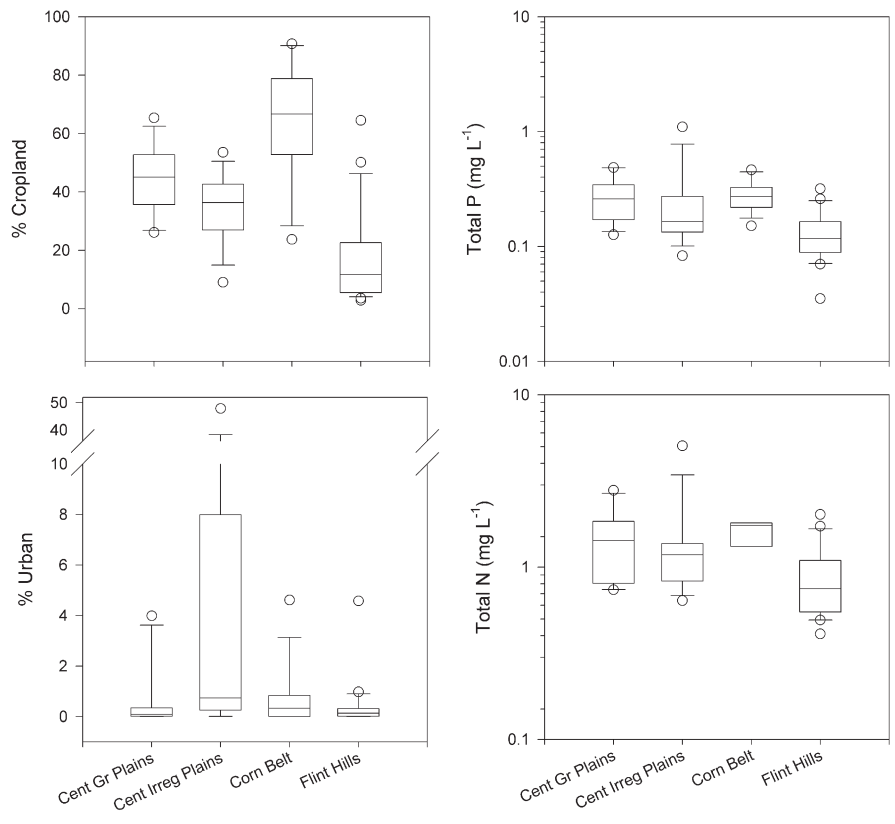 100
80
60
40
20
0
% Cropland
10
1
0.1
0.01
Total P (mg L⁻¹)
50
40
10
8
6
4
2
0
% Urban
Cent Gr Plains
Cent Irreg Plains
Corn Belt
Flint Hills
10
1
0.1
Total N (mg L⁻¹)
Cent Gr Plains
Cent Irreg Plains
Corn Belt
Flint Hills